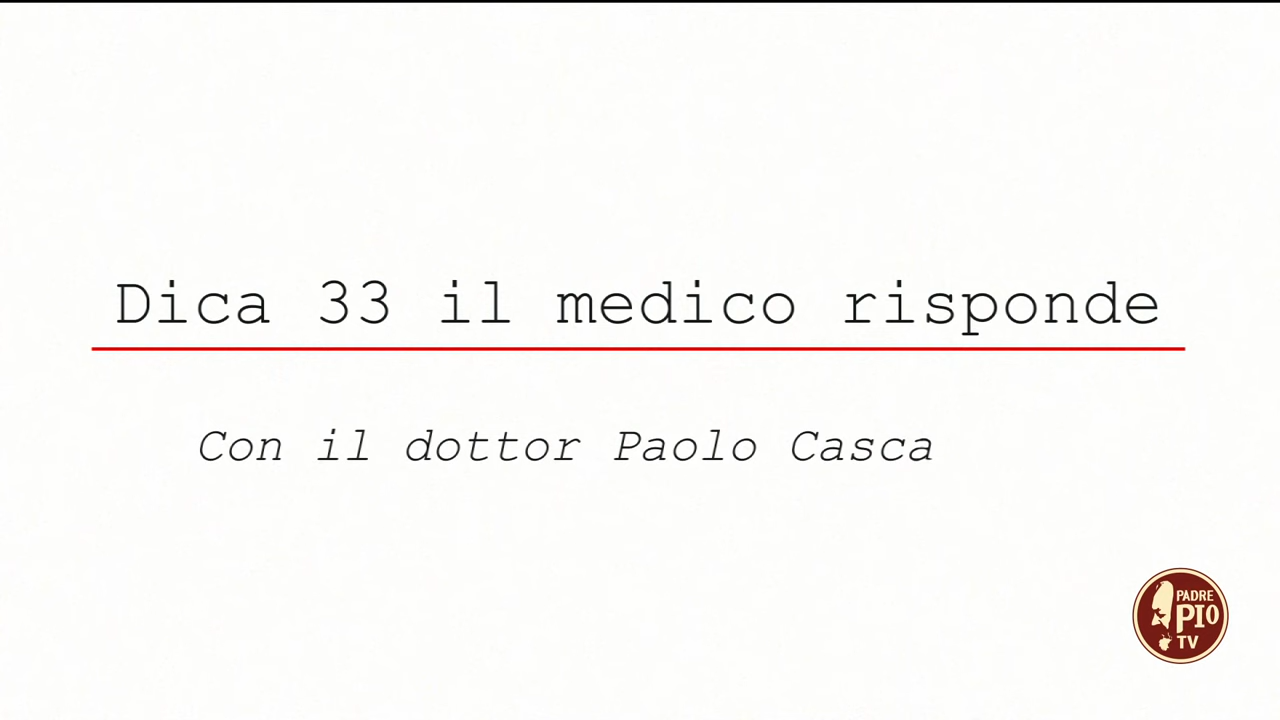 Dica 33 il medico risponde
Con il dottor Paolo Casca
PADRE
PIO
TV